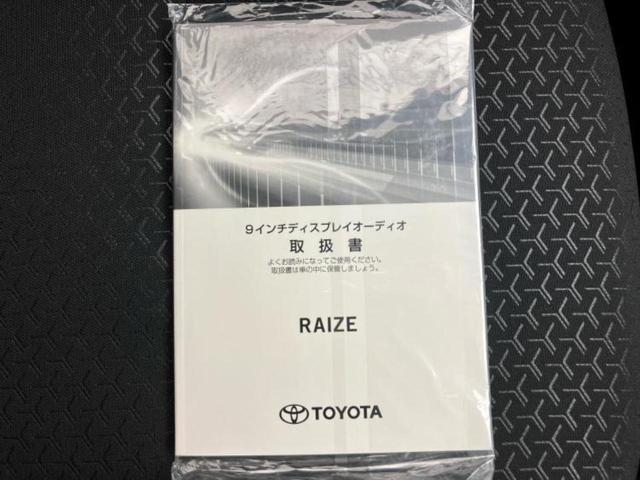 9インチディスプレイオーディオ
取扱書
よくお読みになってご使用ください。
取扱書は車の中に保管しましょう。
RAIZE
TOYOTA